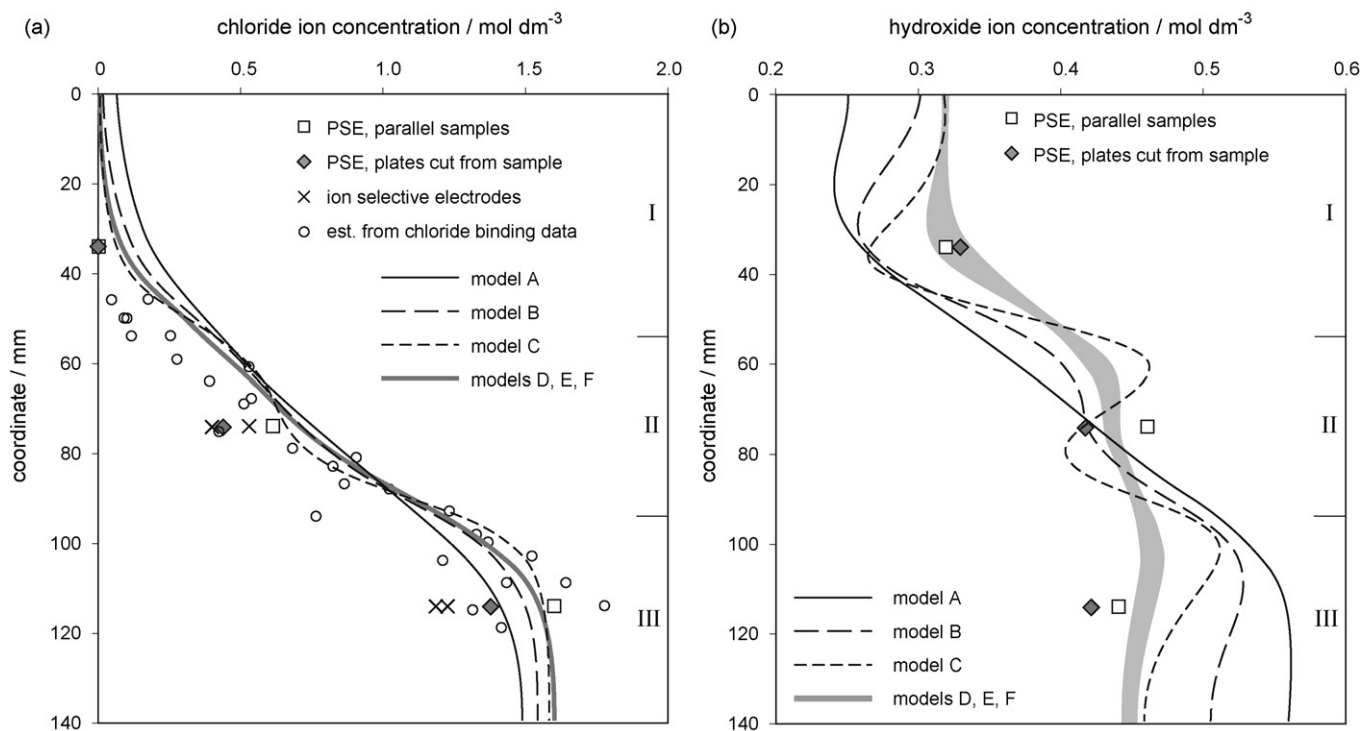 (a) chloride ion concentration / mol dm-3
0 0.5 1.0 1.5 2.0
0
20
40
60
80
100
120
140
coordinate / mm
PSE, parallel samples
PSE, plates cut from sample
ion selective electrodes
est. from chloride binding data
model A
model B
model C
models D, E, F
I
II
III
(b) hydroxide ion concentration / mol dm-3
0.2 0.3 0.4 0.5 0.6
0
20
40
60
80
100
120
140
coordinate / mm
PSE, parallel samples
PSE, plates cut from sample
I
II
III
model A
model B
model C
models D, E, F